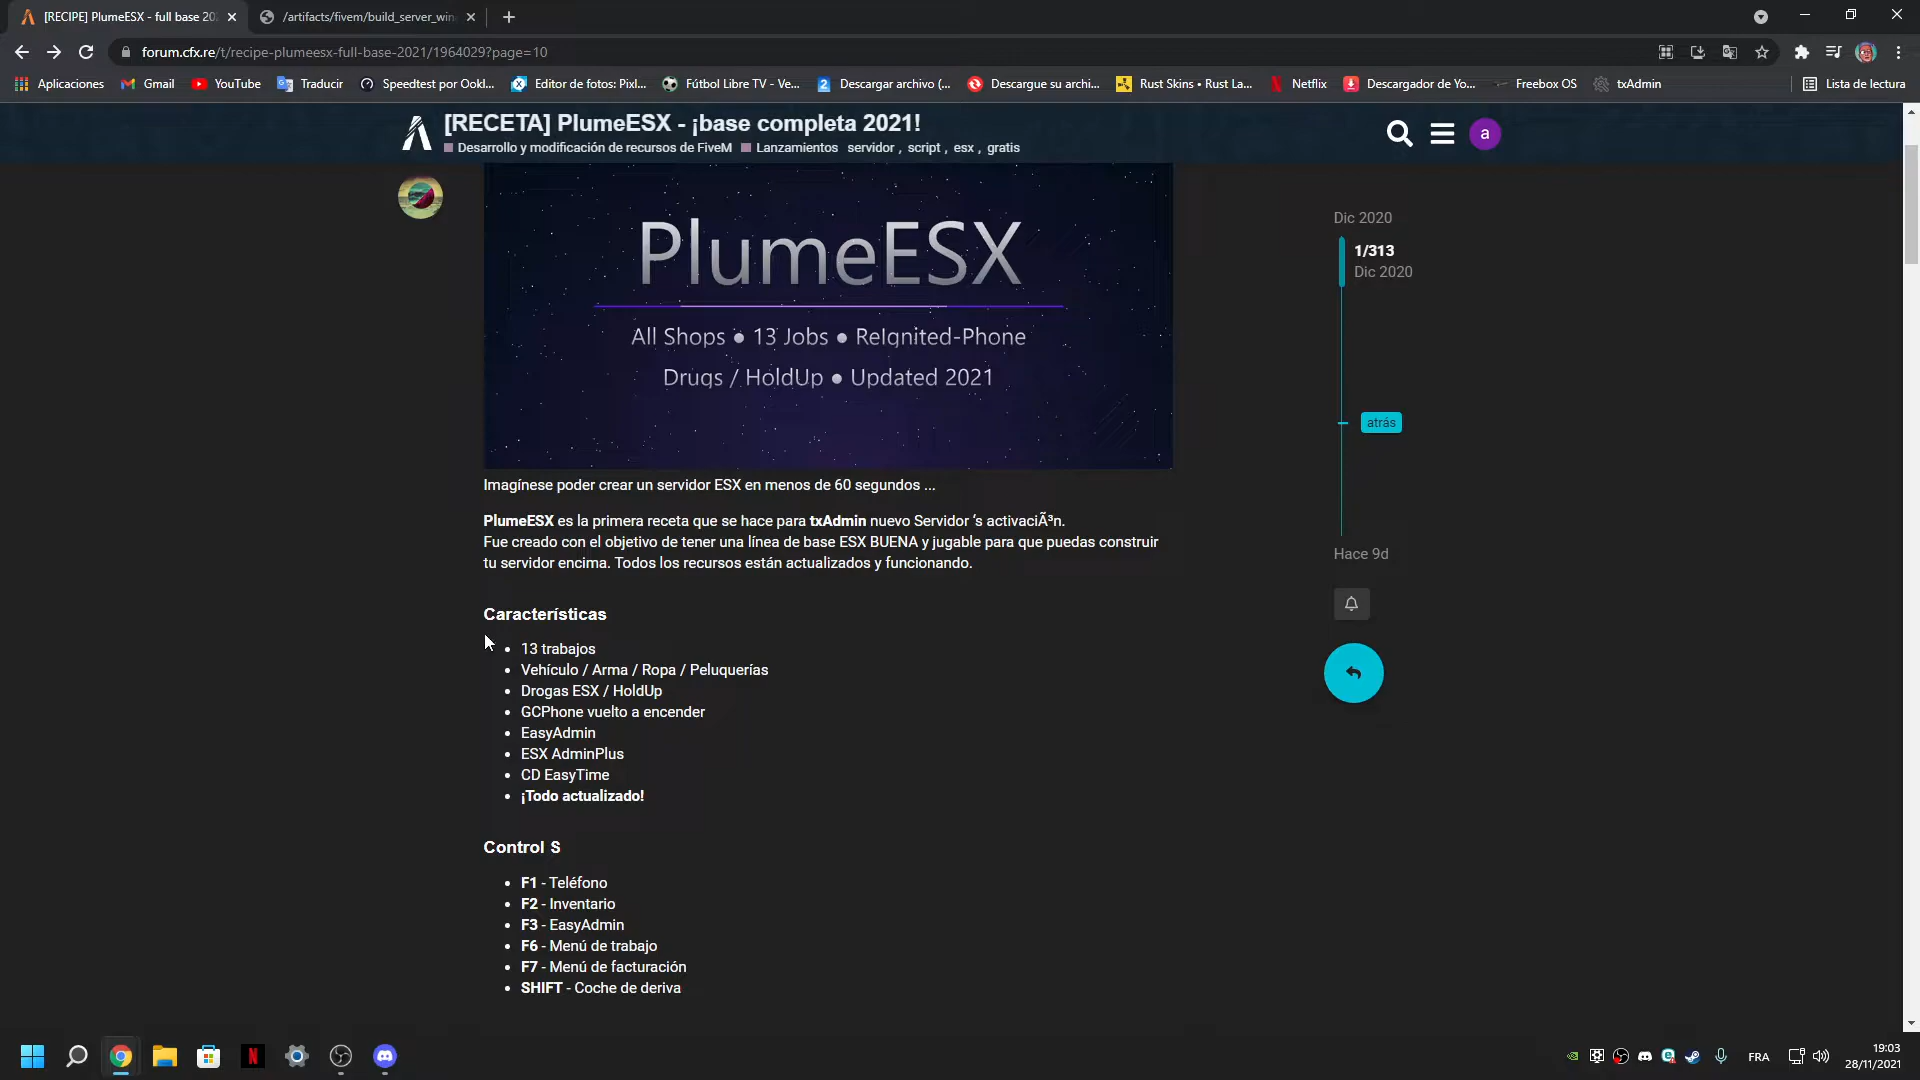 [RECIPE] PlumeESX - full base 20
/artifacts/fivem/build_server_win
forum.cfx.re/t/recipe-plumeesx-full-base-2021/1964029?page=10
Aplicaciones
Gmail
YouTube
Traducir
Speedtest por Ookl...
Editor de fotos: Pixl...
Fútbol Libre TV - Ve...
Descargar archivo (...
Descargue su archi...
Rust Skins • Rust La...
Netflix
Descargador de Yo...
Freebox OS
txAdmin
Lista de lectura
[RECETA] PlumeESX - ¡base completa 2021!
Desarrollo y modificación de recursos de FiveM Lanzamientos servidor , script , esx , gratis
a
PlumeESX
All Shops ● 13 Jobs ● ReIgnited-Phone
Drugs / HoldUp ● Updated 2021
Dic 2020
1/313
Dic 2020
atrás
Hace 9d
Imagínese poder crear un servidor ESX en menos de 60 segundos ...
PlumeESX es la primera receta que se hace para txAdmin nuevo Servidor ‘s activaciÃ³n.
Fue creado con el objetivo de tener una línea de base ESX BUENA y jugable para que puedas construir
tu servidor encima. Todos los recursos están actualizados y funcionando.
Características
• 13 trabajos
• Vehículo / Arma / Ropa / Peluquerías
• Drogas ESX / HoldUp
• GCPhone vuelto a encender
• EasyAdmin
• ESX AdminPlus
• CD EasyTime
• ¡Todo actualizado!
Control S
• F1 - Teléfono
• F2 - Inventario
• F3 - EasyAdmin
• F6 - Menú de trabajo
• F7 - Menú de facturación
• SHIFT - Coche de deriva
FRA
19:03
28/11/2021